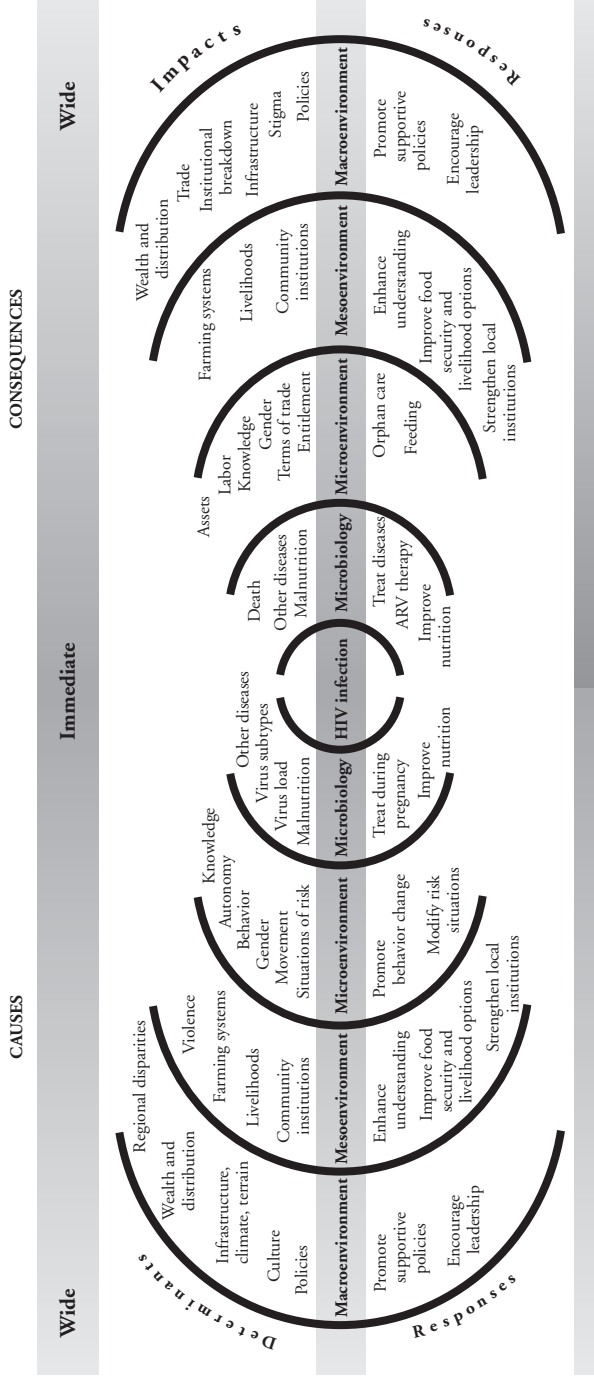 CAUSES
CONSEQUENCES
Wide
Immediate
Wide
Determinants
Impacts
Regional disparities
Wealth and
distribution
Infrastructure,
climate, terrain
Culture
Policies
Violence
Farming systems
Livelihoods
Community
institutions
Knowledge
Autonomy
Behavior
Gender
Movement
Situations of risk
Other diseases
Virus subtypes
Virus load
Malnutrition
Death
Other diseases
Malnutrition
Assets
Labor
Knowledge
Gender
Terms of trade
Entitlement
Farming systems
Livelihoods
Community
institutions
Wealth and
distribution
Trade
Institutional
breakdown
Infrastructure
Stigma
Policies
Macroenvironment
Mesoenvironment
Microenvironment
Microbiology
HIV infection
Microbiology
Microenvironment
Mesoenvironment
Macroenvironment
Promote
supportive
policies
Encourage
leadership
Enhance
understanding
Improve food
security and
livelihood options
Strengthen local
institutions
Promote
behavior change
Modify risk
situations
Treat during
pregnancy
Improve
nutrition
Treat diseases
ARV therapy
Improve
nutrition
Orphan care
Feeding
Enhance
understanding
Improve food
security and
livelihood options
Strengthen local
institutions
Promote
supportive
policies
Encourage
leadership
Responses
Responses